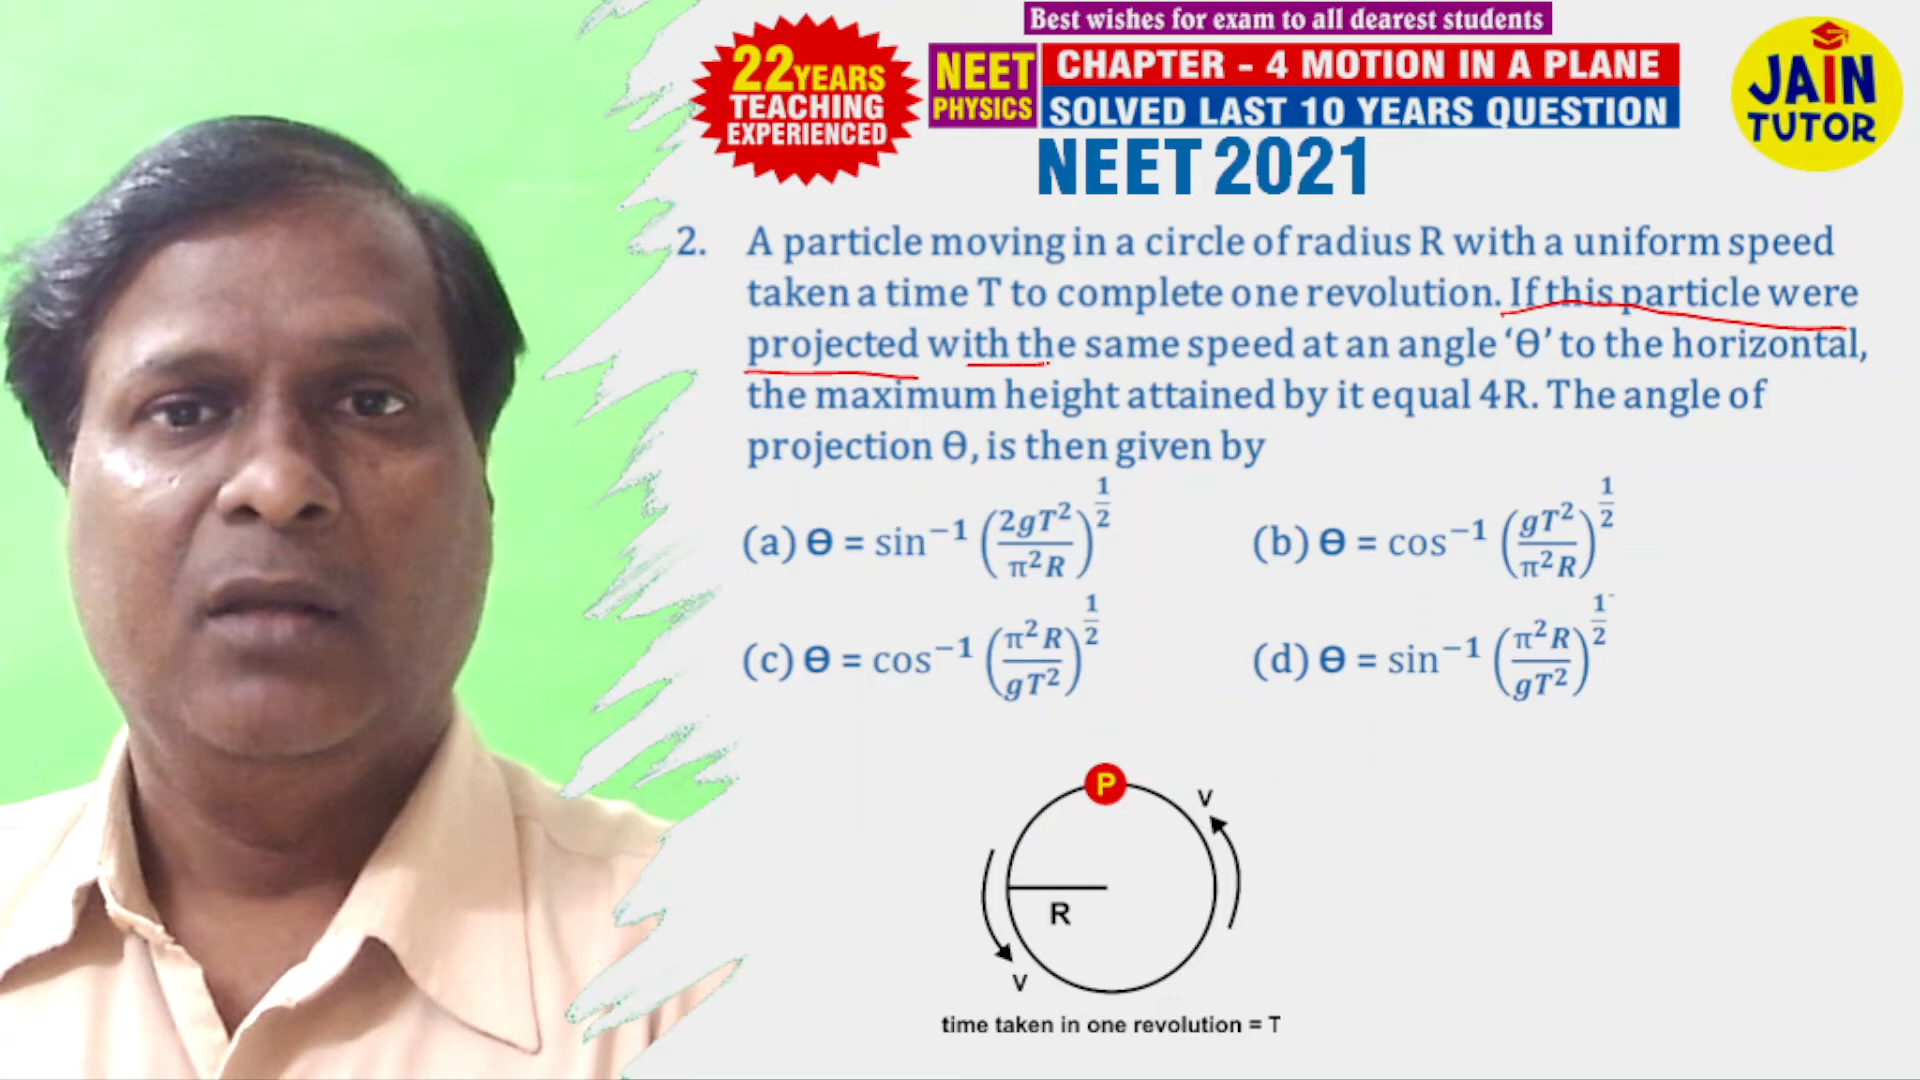 Best wishes for exam to all dearest students
22 YEARS
TEACHING
EXPERIENCED
NEET
PHYSICS
CHAPTER - 4 MOTION IN A PLANE
SOLVED LAST 10 YEARS QUESTION
JAIN
TUTOR
NEET 2021
2. A particle moving in a circle of radius R with a uniform speed
taken a time T to complete one revolution. If this particle were
projected with the same speed at an angle ‘Ɵ’ to the horizontal,
the maximum height attained by it equal 4R. The angle of
projection Ɵ, is then given by
(a) Ɵ = sin⁻¹ (2gT²/π²R)^(1/2) (b) Ɵ = cos⁻¹ (gT²/π²R)^(1/2)
(c) Ɵ = cos⁻¹ (π²R/gT²)^(1/2) (d) Ɵ = sin⁻¹ (π²R/gT²)^(1/2)
P
V
R
V
time taken in one revolution = T